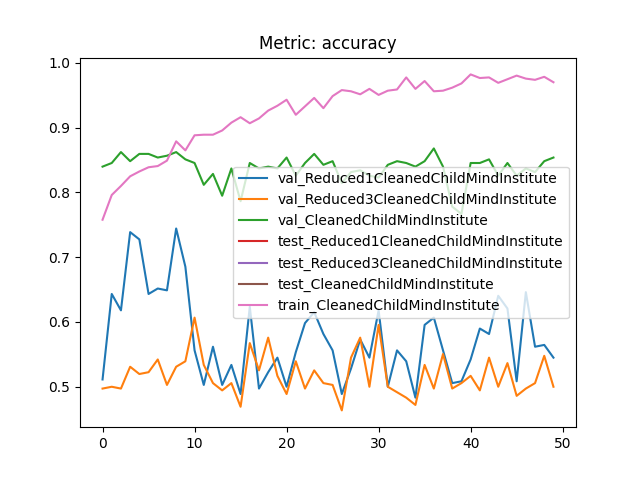 Metric: accuracy
1.0
0.9
0.8
0.7
0.6
0.5
val_Reduced1CleanedChildMindInstitute
val_Reduced3CleanedChildMindInstitute
val_CleanedChildMindInstitute
test_Reduced1CleanedChildMindInstitute
test_Reduced3CleanedChildMindInstitute
test_CleanedChildMindInstitute
train_CleanedChildMindInstitute
0 10 20 30 40 50